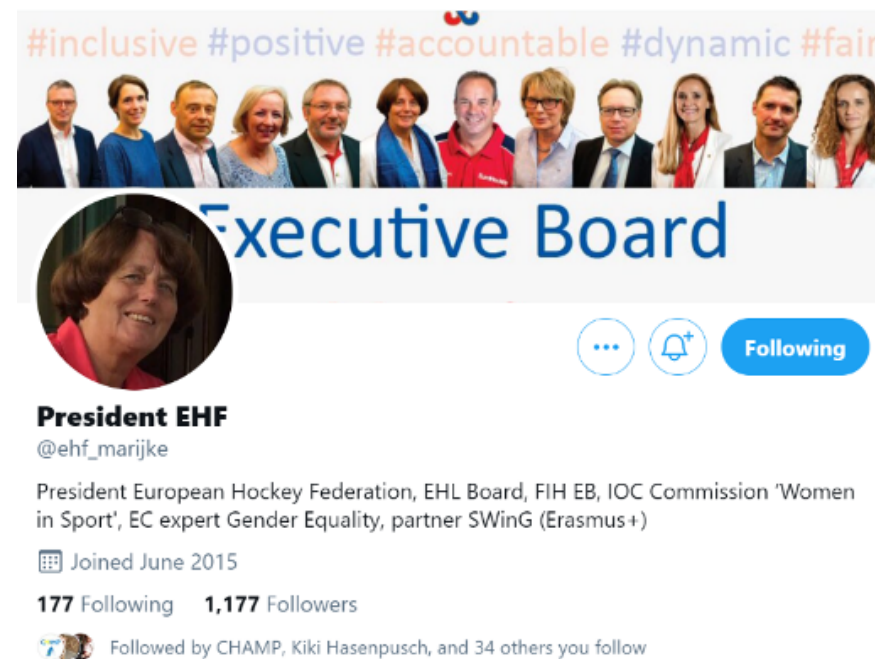 #inclusive #positive #accountable #dynamic #fair
Executive Board
Following
President EHF
@ehf_marijke
President European Hockey Federation, EHL Board, FIH EB, IOC Commission ‘Women
in Sport', EC expert Gender Equality, partner SWinG (Erasmus+)
Joined June 2015
177 Following 1,177 Followers
Followed by CHAMP, Kiki Hasenpusch, and 34 others you follow